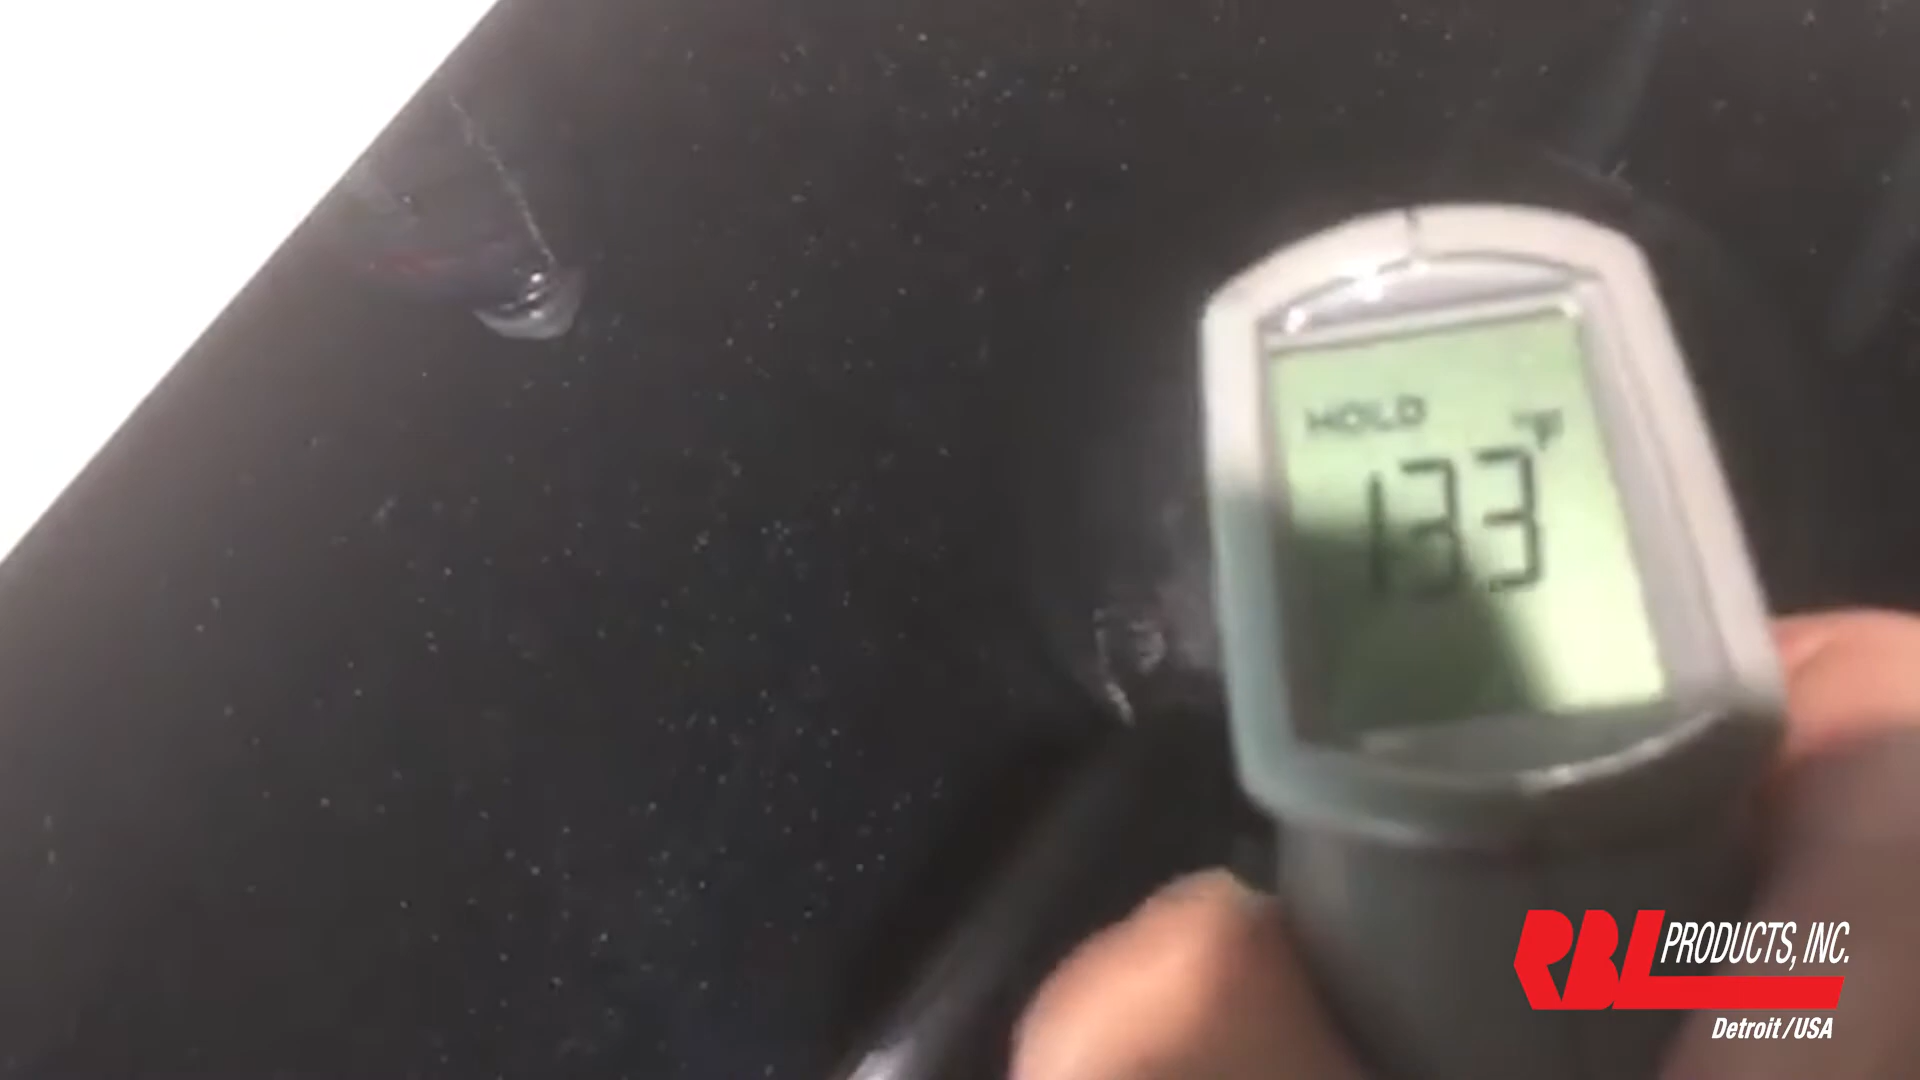 HOLD °F
133
RBL PRODUCTS, INC.
Detroit/USA